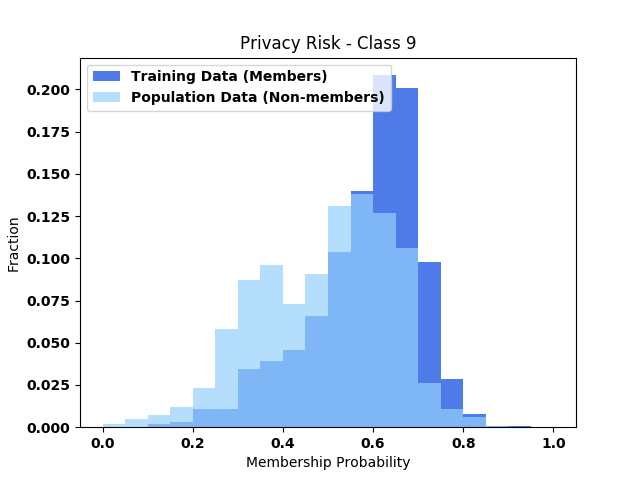 Privacy Risk - Class 9
Training Data (Members)
Population Data (Non-members)
0.200
0.175
0.150
0.125
0.100
0.075
0.050
0.025
0.000
Fraction
0.0 0.2 0.4 0.6 0.8 1.0
Membership Probability